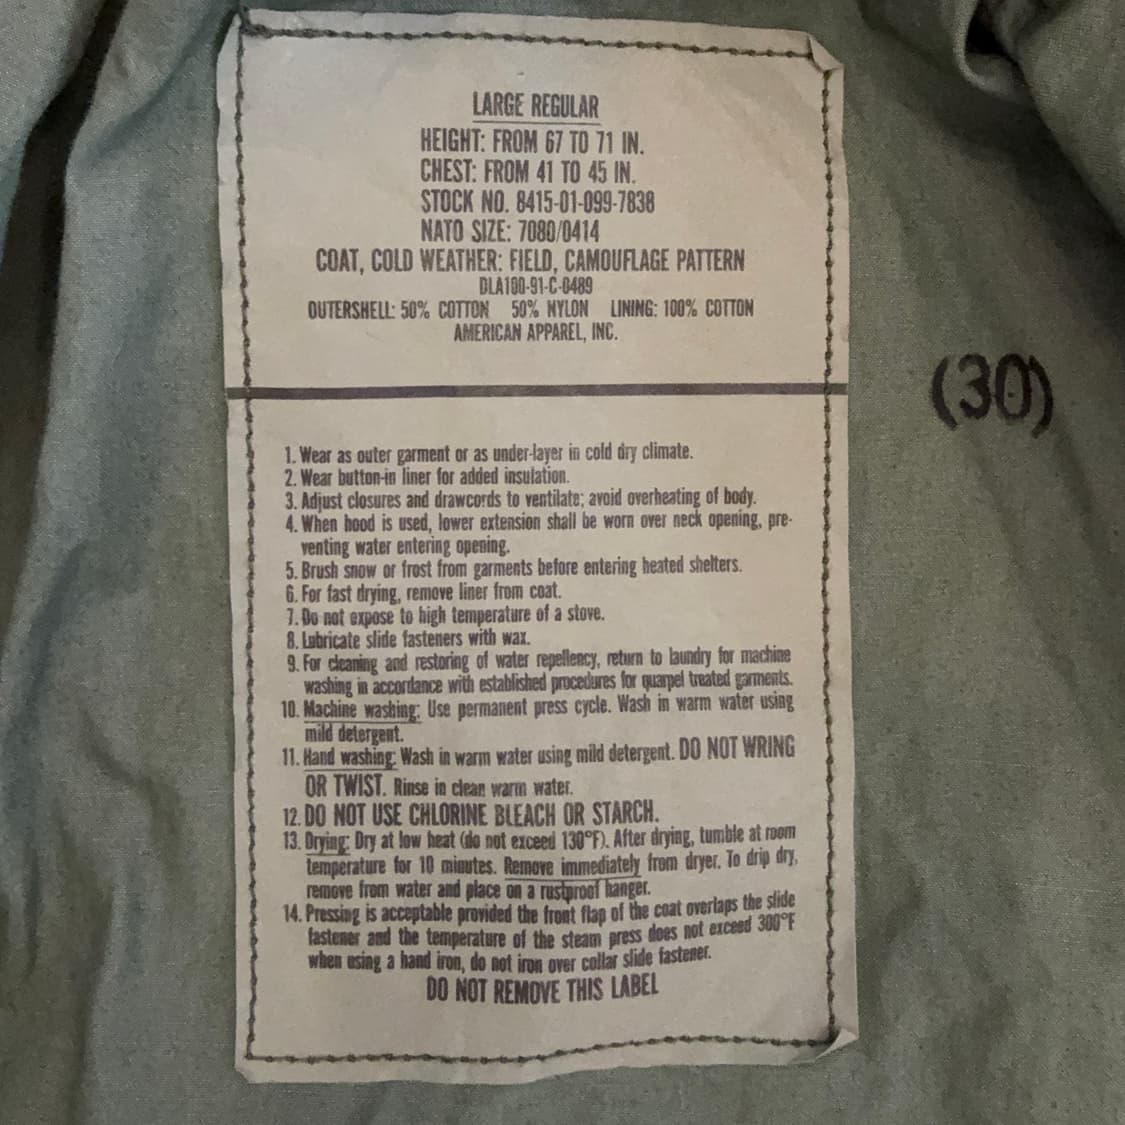 LARGE REGULAR
HEIGHT: FROM 67 TO 71 IN.
CHEST: FROM 41 TO 45 IN.
STOCK NO. 8415-01-099-7838
NATO SIZE: 7080/0414
COAT, COLD WEATHER: FIELD, CAMOUFLAGE PATTERN
DLA100-91-C-0489
OUTERSHELL: 50% COTTON 50% NYLON LINING: 100% COTTON
AMERICAN APPAREL, INC.
(30)
1. Wear as outer garment or as under-layer in cold dry climate.
2. Wear button-in liner for added insulation.
3. Adjust closures and drawcords to ventilate; avoid overheating of body.
4. When hood is used, lower extension shall be worn over neck opening, pre-
venting water entering opening.
5. Brush snow or frost from garments before entering heated shelters.
6. For fast drying, remove liner from coat.
7. Do not expose to high temperature of a stove.
8. Lubricate slide fasteners with wax.
9. For cleaning and restoring of water repellency, return to laundry for machine
washing in accordance with established procedures for quarpel treated garments.
10. Machine washing: Use permanent press cycle. Wash in warm water using
mild detergent.
11. Hand washing: Wash in warm water using mild detergent. DO NOT WRING
OR TWIST. Rinse in clean warm water.
12. DO NOT USE CHLORINE BLEACH OR STARCH.
13. Drying: Dry at low heat (do not exceed 130°F). After drying, tumble at room
temperature for 10 minutes. Remove immediately from dryer. To drip dry,
remove from water and place on a rustproof hanger.
14. Pressing is acceptable provided the front flap of the coat overlaps the slide
fastener and the temperature of the steam press does not exceed 300°F
when using a hand iron, do not iron over collar slide fastener.
DO NOT REMOVE THIS LABEL